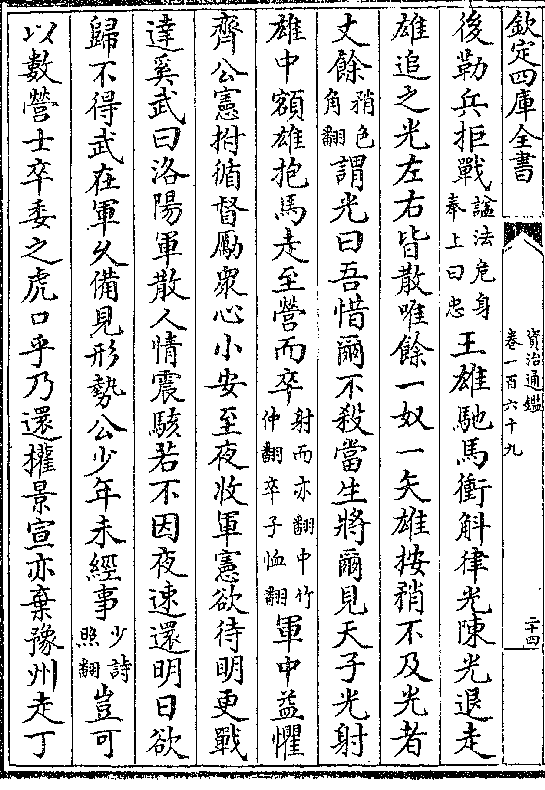 欽定四庫全書
資治通鑑
卷一百六十九
二十四
後勒兵拒戰諡法危身奉上曰忠王雄馳馬衝斛律光陳光退走
雄追之光左右皆散唯餘一奴一矢雄按矟不及光者
丈餘矟色角翻謂光曰吾惜爾不殺當生將爾見天子光射
雄中額雄抱馬走至營而卒射而亦翻中竹仲翻卒子恤翻軍中益懼
齊公憲拊循督勵衆心小安至夜收軍憲欲待明更戰
達奚武曰洛陽軍散人情震駭若不因夜速還明日欲
歸不得武在軍久備見形勢公少年未經事少詩照翻豈可
以數營士卒委之虎口乎乃還權景宣亦棄豫州走丁